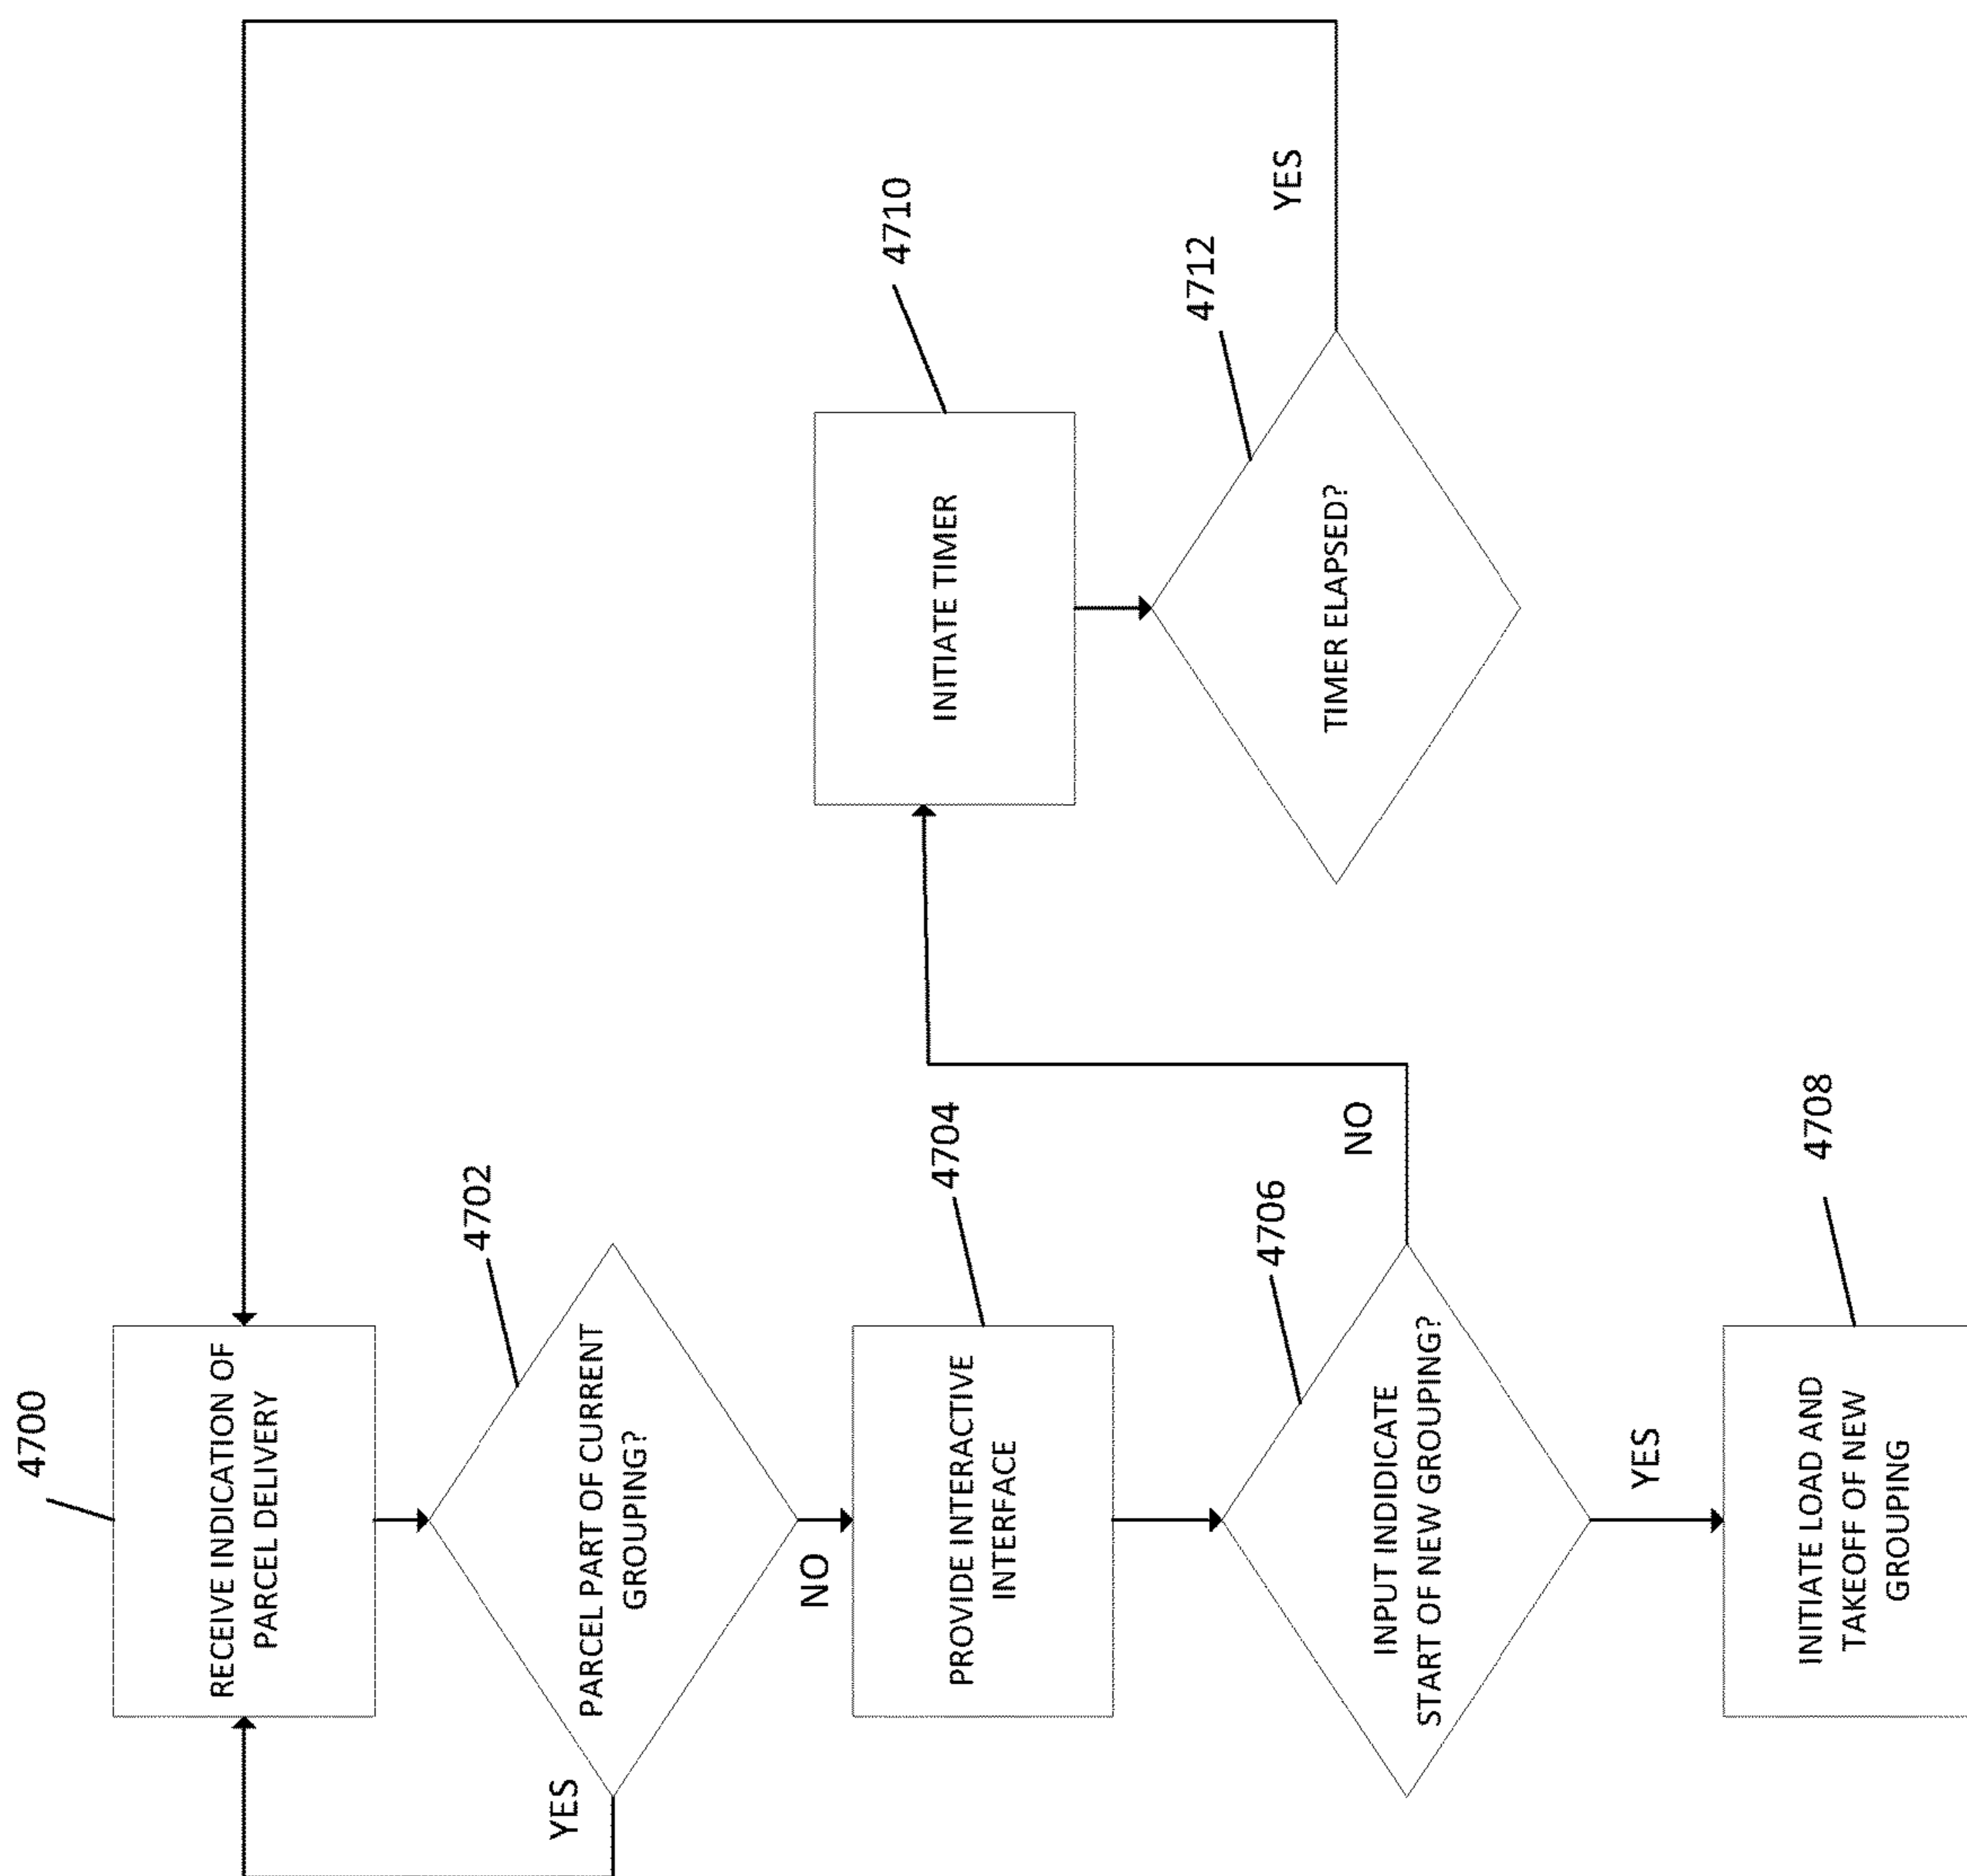 4700
RECEIVE INDICATION OF
PARCEL DELIVERY
4702
PARCEL PART OF CURRENT
GROUPING?
YES
NO
4704
PROVIDE INTERACTIVE
INTERFACE
4706
INPUT INDIDICATE
START OF NEW GROUPING?
NO
YES
4708
INITIATE LOAD AND
TAKEOFF OF NEW
GROUPING
4710
INITIATE TIMER
4712
TIMER ELAPSED?
YES